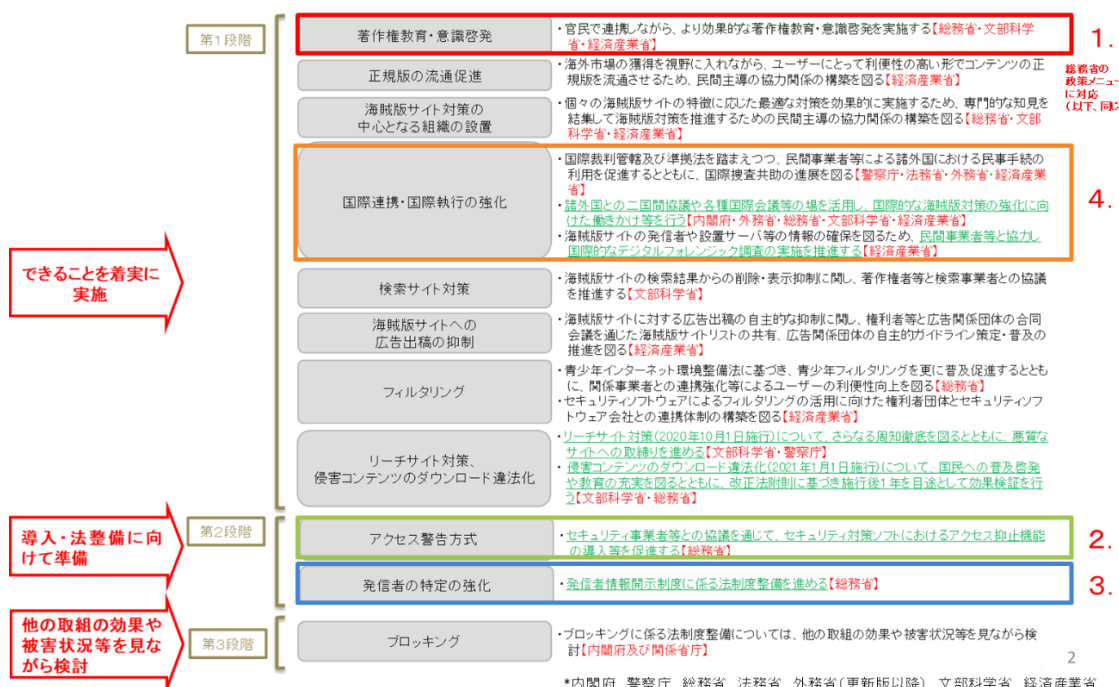 第1段階
著作権教育・意識啓発
・官民で連携しながら、より効果的な著作権教育・意識啓発を実施する【総務省・文部科学
省・経済産業省】
1.
総務省の
政策メニュー
に対応
(以下、同じ
正規版の流通促進
・海外市場の獲得を視野に入れながら、ユーザーにとって利便性の高い形でコンテンツの正
規版を流通させるため、民間主導の協力関係の構築を図る【経済産業省】
海賊版サイト対策の
中心となる組織の設置
・個々の海賊版サイトの特徴に応じた最適な対策を効果的に実施するため、専門的な知見を
結集して海賊版対策を推進するための民間主導の協力関係の構築を図る【総務省・文部
科学省・経済産業省】
国際連携・国際執行の強化
・国際裁判管轄及び準拠法を踏まえつつ、民間事業者等による諸外国における民事手続の
利用を促進するとともに、国際捜査共助の進展を図る【警察庁・法務省・外務省・経済産業
省】
・諸外国との二国間協議や各種国際会議等の場を活用し、国際的な海賊版対策の強化に向
けた働きかけ等を行う【内閣府・外務省・総務省・文部科学省・経済産業省】
・海賊版サイトの発信者や設置サーバ等の情報の確保を図るため、民間事業者等と協力し
国際的なデジタルフォレンジック調査の実施を推進する【経済産業省】
4.
できることを着実に
実施
検索サイト対策
・海賊版サイトの検索結果からの削除・表示抑制に関し、著作権者等と検索事業者との協議
を推進する【文部科学省】
海賊版サイトへの
広告出稿の抑制
・海賊版サイトに対する広告出稿の自主的な抑制に関し、権利者等と広告関係団体の合同
会議を通じた海賊版サイトリストの共有、広告関係団体の自主的ガイドライン策定・普及の
推進を図る【経済産業省】
フィルタリング
・青少年インターネット環境整備法に基づき、青少年フィルタリングを更に普及促進するととも
に、関係事業者との連携強化等によるユーザーの利便性向上を図る【総務省】
・セキュリティソフトウェアによるフィルタリングの活用に向けた権利者団体とセキュリティソフ
トウェア会社との連携体制の構築を図る【経済産業省】
リーチサイト対策、
侵害コンテンツのダウンロード違法化
・リーチサイト対策(2020年10月1日施行)について、さらなる周知徹底を図るとともに、悪質な
サイトへの取締りを進める【文部科学省・警察庁】
・侵害コンテンツのダウンロード違法化(2021年1月1日施行)について、国民への普及啓発
や教育の充実を図るとともに、改正法附則に基づき施行後1年を目途として効果検証を行
う【文部科学省・総務省】
導入・法整備に向
けて準備
第2段階
アクセス警告方式
・セキュリティ事業者等との協議を通じて、セキュリティ対策ソフトにおけるアクセス抑止機能
の導入等を促進する【総務省】
2.
発信者の特定の強化
・発信者情報開示制度に係る法制度整備を進める【総務省】
3.
他の取組の効果や
被害状況等を見な
がら検討
第3段階
ブロッキング
・ブロッキングに係る法制度整備については、他の取組の効果や被害状況等を見ながら検
討【内閣府及び関係省庁】
2
*内閣府、警察庁、総務省、法務省、外務省(更新版以降)、文部科学省、経済産業省